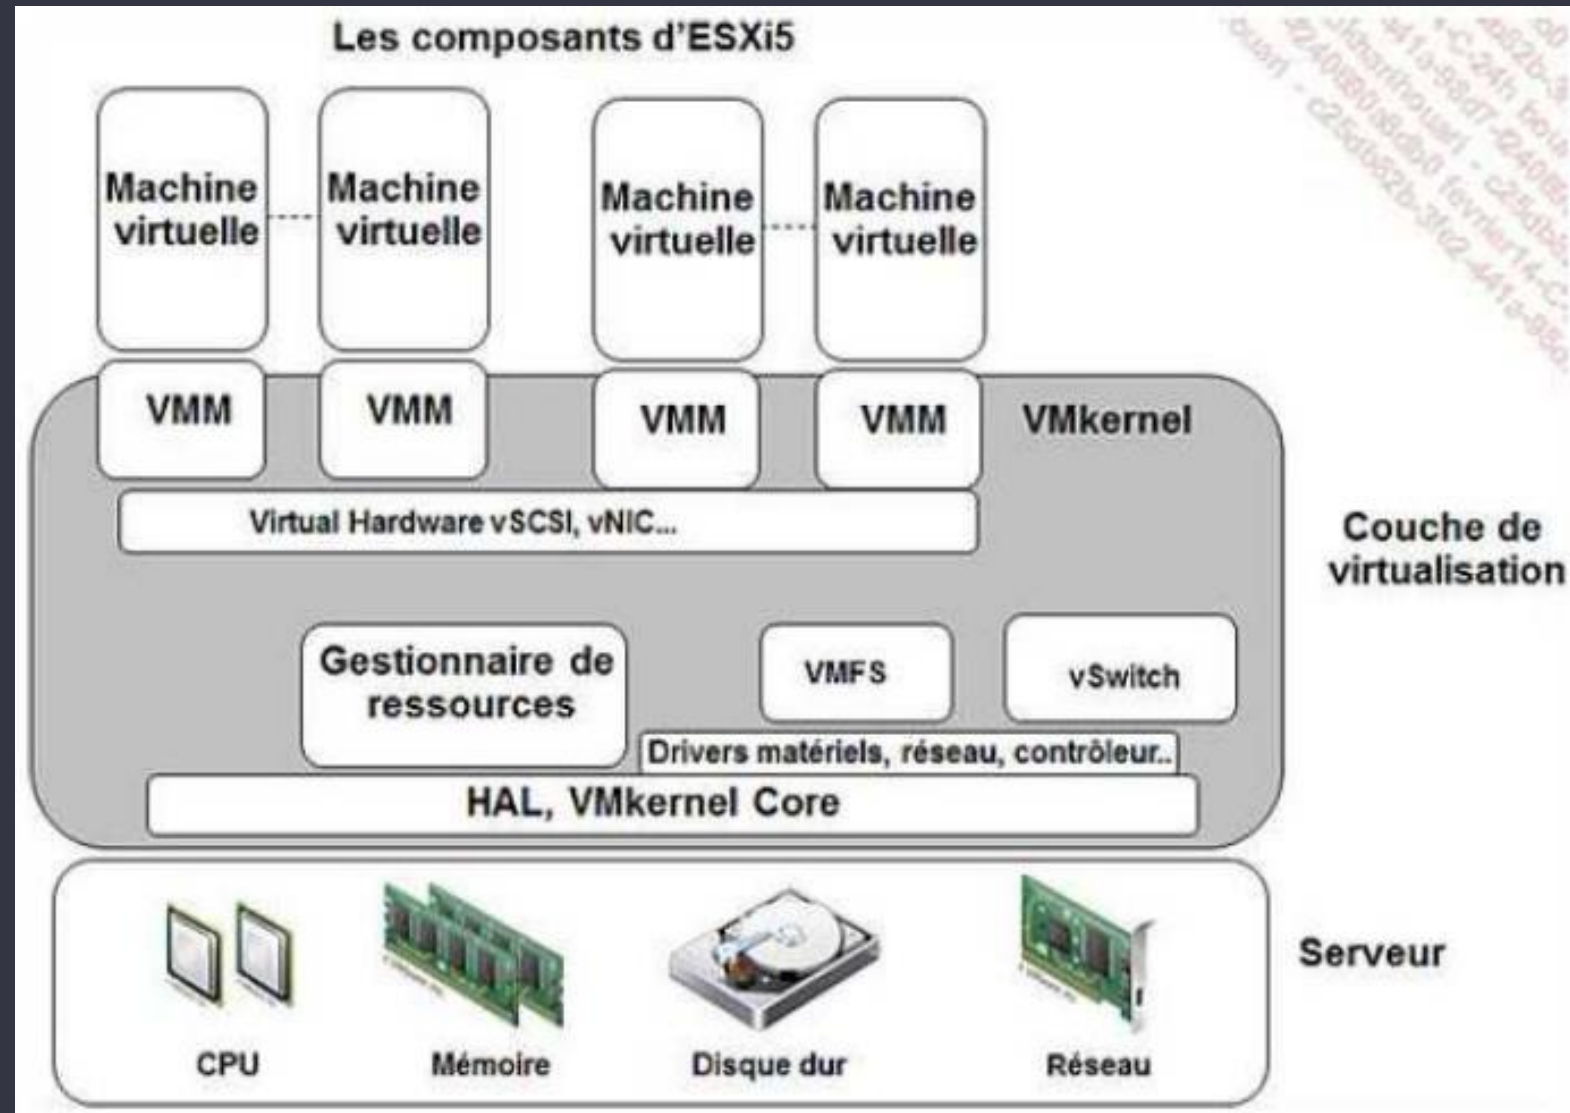 Les composants d'ESXi5
Machine
virtuelle
Machine
virtuelle
Machine
virtuelle
Machine
virtuelle
VMM
VMM
VMM
VMM
VMkernel
Virtual Hardware vSCSI, vNIC...
Couche de
virtualisation
Gestionnaire de
ressources
VMFS
vSwitch
Drivers matériels, réseau, contrôleur..
HAL, VMkernel Core
Serveur
CPU
Mémoire
Disque dur
Réseau